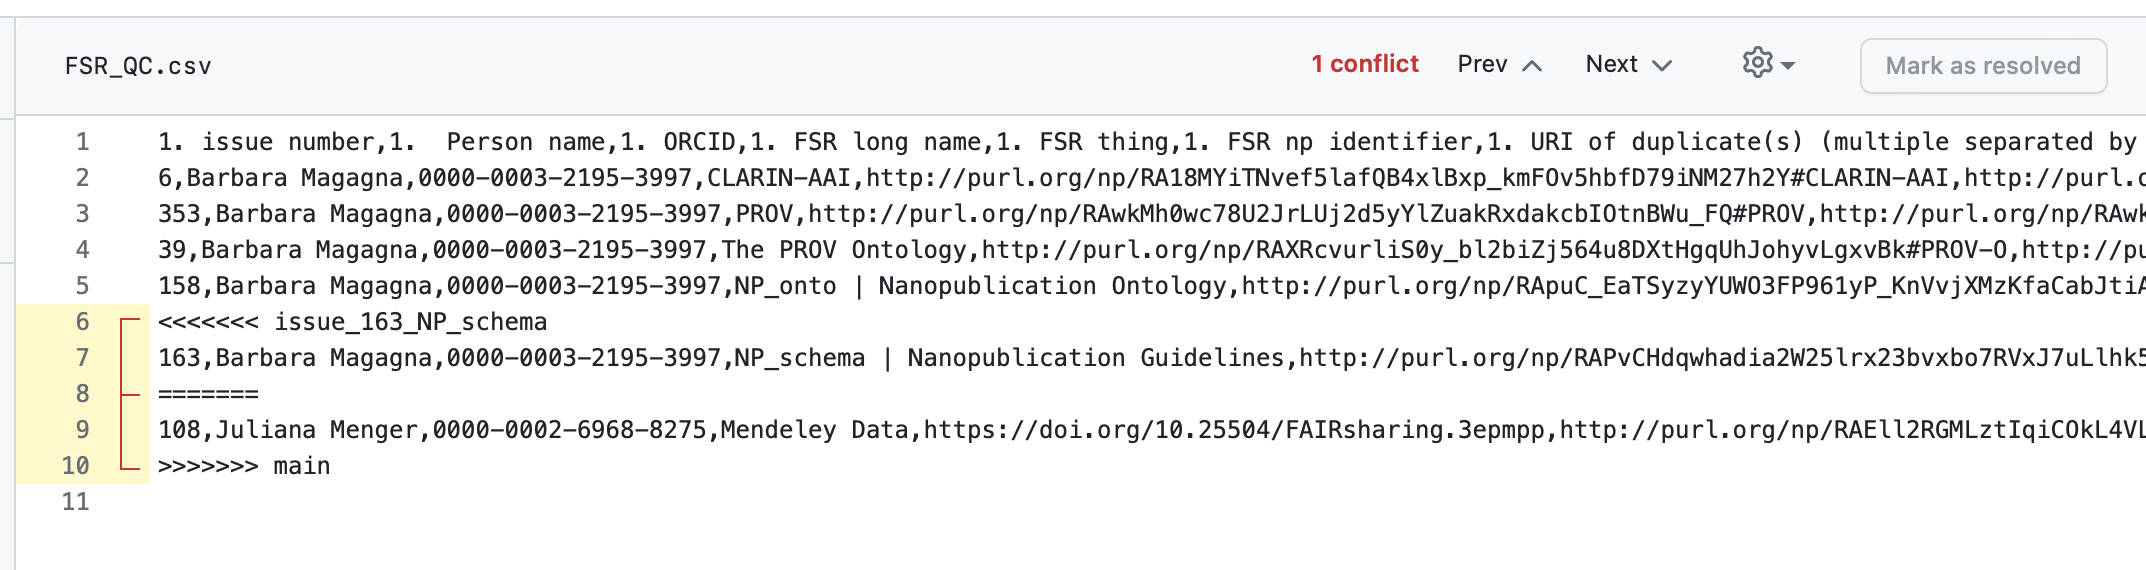 FSR_QC.csv 1 conflict Prev Next Mark as resolved
1 1. issue number,1.  Person name,1. ORCID,1. FSR long name,1. FSR thing,1. FSR np identifier,1. URI of duplicate(s) (multiple separated by
2 6,Barbara Magagna,0000-0003-2195-3997,CLARIN-AAI,http://purl.org/np/RA18MYiTNvef5lafQB4xlBxp_kmFOv5hbfD79iNM27h2Y#CLARIN-AAI,http://purl.o
3 353,Barbara Magagna,0000-0003-2195-3997,PROV,http://purl.org/np/RAwkMh0wc78U2JrLUj2d5yYlZuakRxdakcbIOtnBWu_FQ#PROV,http://purl.org/np/RAwk
4 39,Barbara Magagna,0000-0003-2195-3997,The PROV Ontology,http://purl.org/np/RAXRcvurliS0y_bl2biZj564u8DXtHgqUhJohyvLgxvBk#PROV-O,http://pu
5 158,Barbara Magagna,0000-0003-2195-3997,NP_onto | Nanopublication Ontology,http://purl.org/np/RApuC_EaTSyzyYUWO3FP961yP_KnVvjXMzKfaCabJtiA
6 <<<<<<< issue_163_NP_schema
7 163,Barbara Magagna,0000-0003-2195-3997,NP_schema | Nanopublication Guidelines,http://purl.org/np/RAPvCHdqwhadia2W25lrx23bvxbo7RVxJ7uLlhk5
8 =======
9 108,Juliana Menger,0000-0002-6968-8275,Mendeley Data,https://doi.org/10.25504/FAIRsharing.3epmpp,http://purl.org/np/RAEll2RGMLztIqiCOkL4VL
10 >>>>>>> main
11